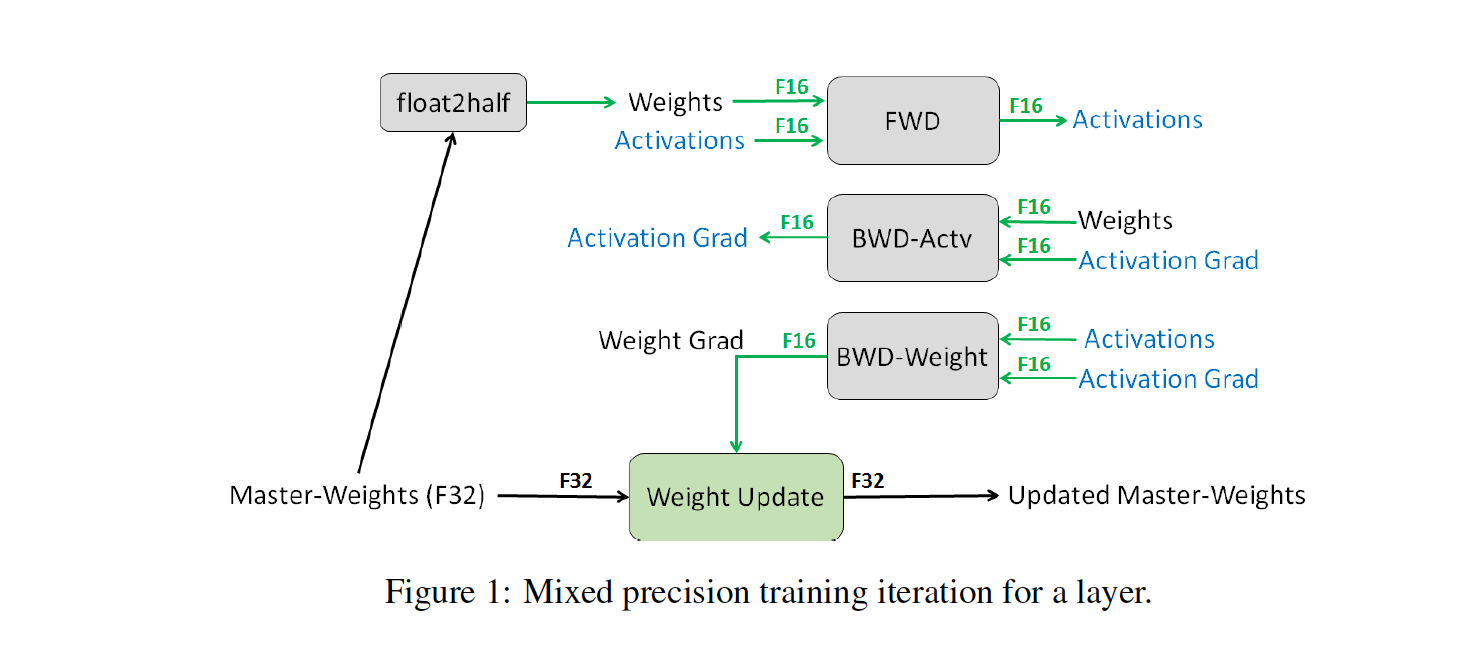 float2half
Weights
F16
Activations
F16
FWD
F16
Activations
Activation Grad
F16
BWD-Actv
F16
Weights
F16
Activation Grad
Weight Grad
F16
BWD-Weight
F16
Activations
F16
Activation Grad
Master-Weights (F32)
F32
Weight Update
F32
Updated Master-Weights
Figure 1: Mixed precision training iteration for a layer.